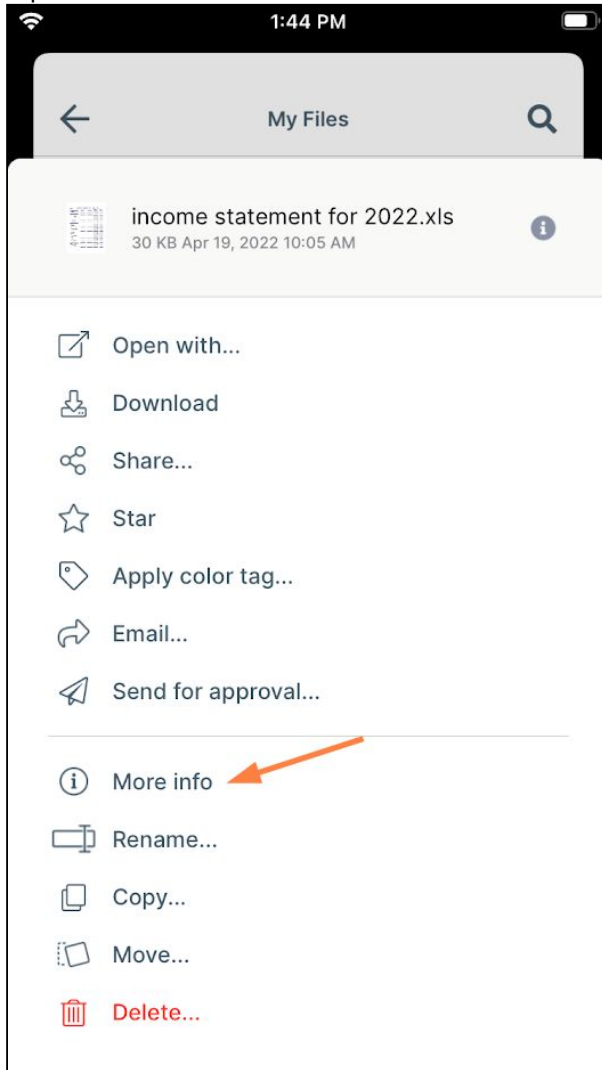 1:44 PM
My Files
income statement for 2022.xls
30 KB Apr 19, 2022 10:05 AM
Open with...
Download
Share...
Star
Apply color tag...
Email...
Send for approval...
More info
Rename...
Copy...
Move...
Delete...